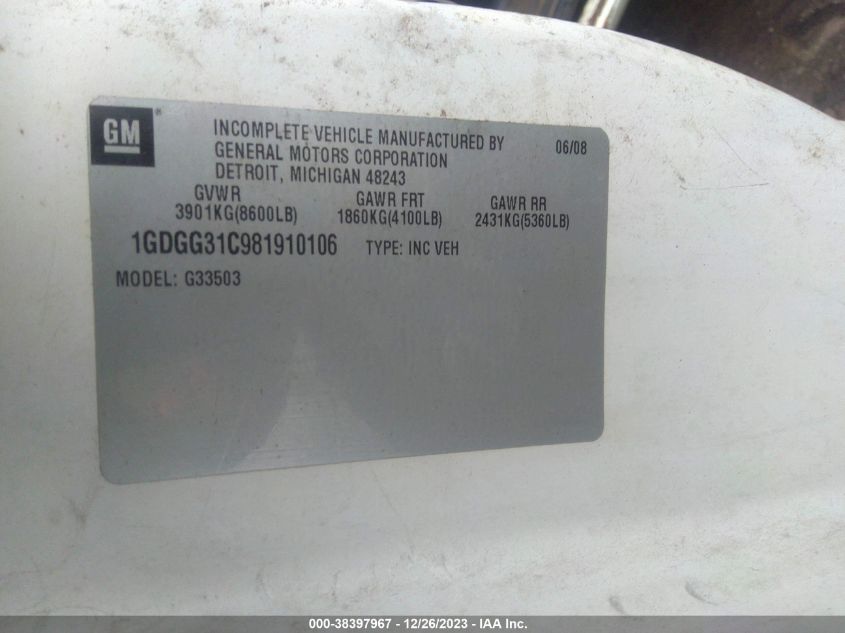 GM®
INCOMPLETE VEHICLE MANUFACTURED BY 06/08
GENERAL MOTORS CORPORATION
DETROIT, MICHIGAN 48243
GVWR GAWR FRT GAWR RR
3901KG(8600LB) 1860KG(4100LB) 2431KG(5360LB)
1GDGG31C981910106 TYPE: INC VEH
MODEL: G33503
000-38397967 - 12/26/2023 - IAA Inc.